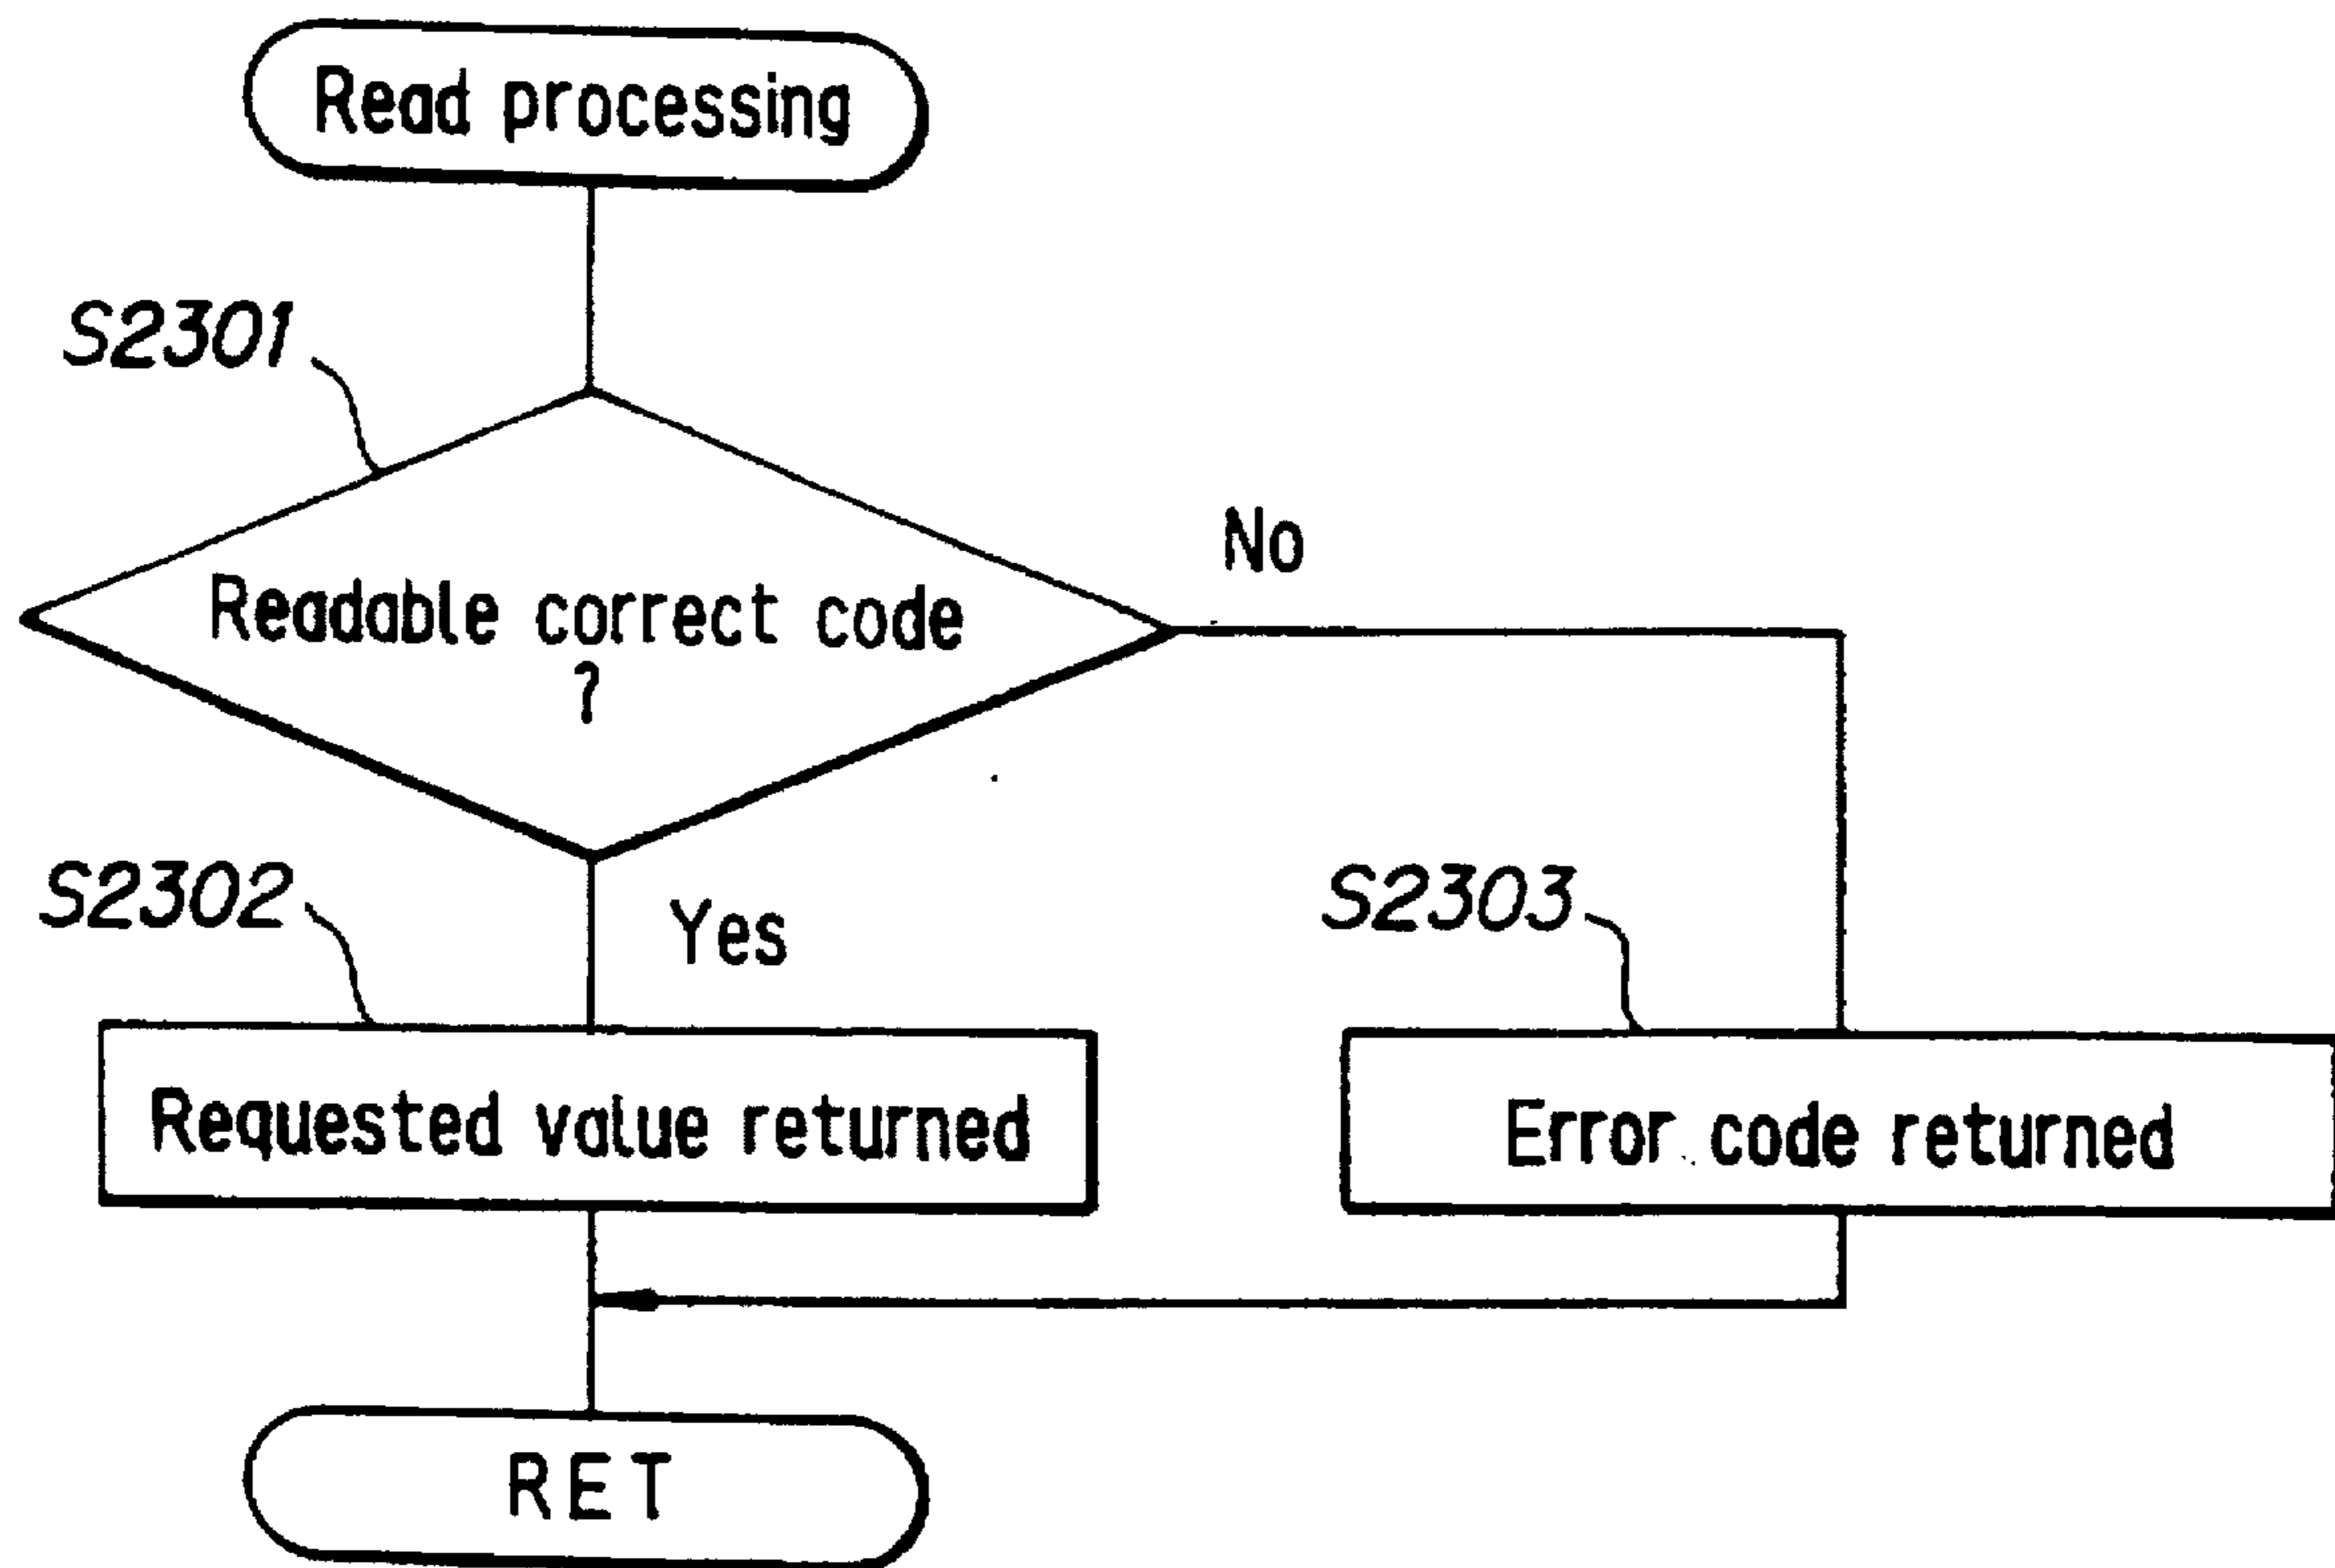 Read processing
S2301
Readable correct code
?
No
S2302
Yes
S2303
Requested value returned
Error code returned
RET